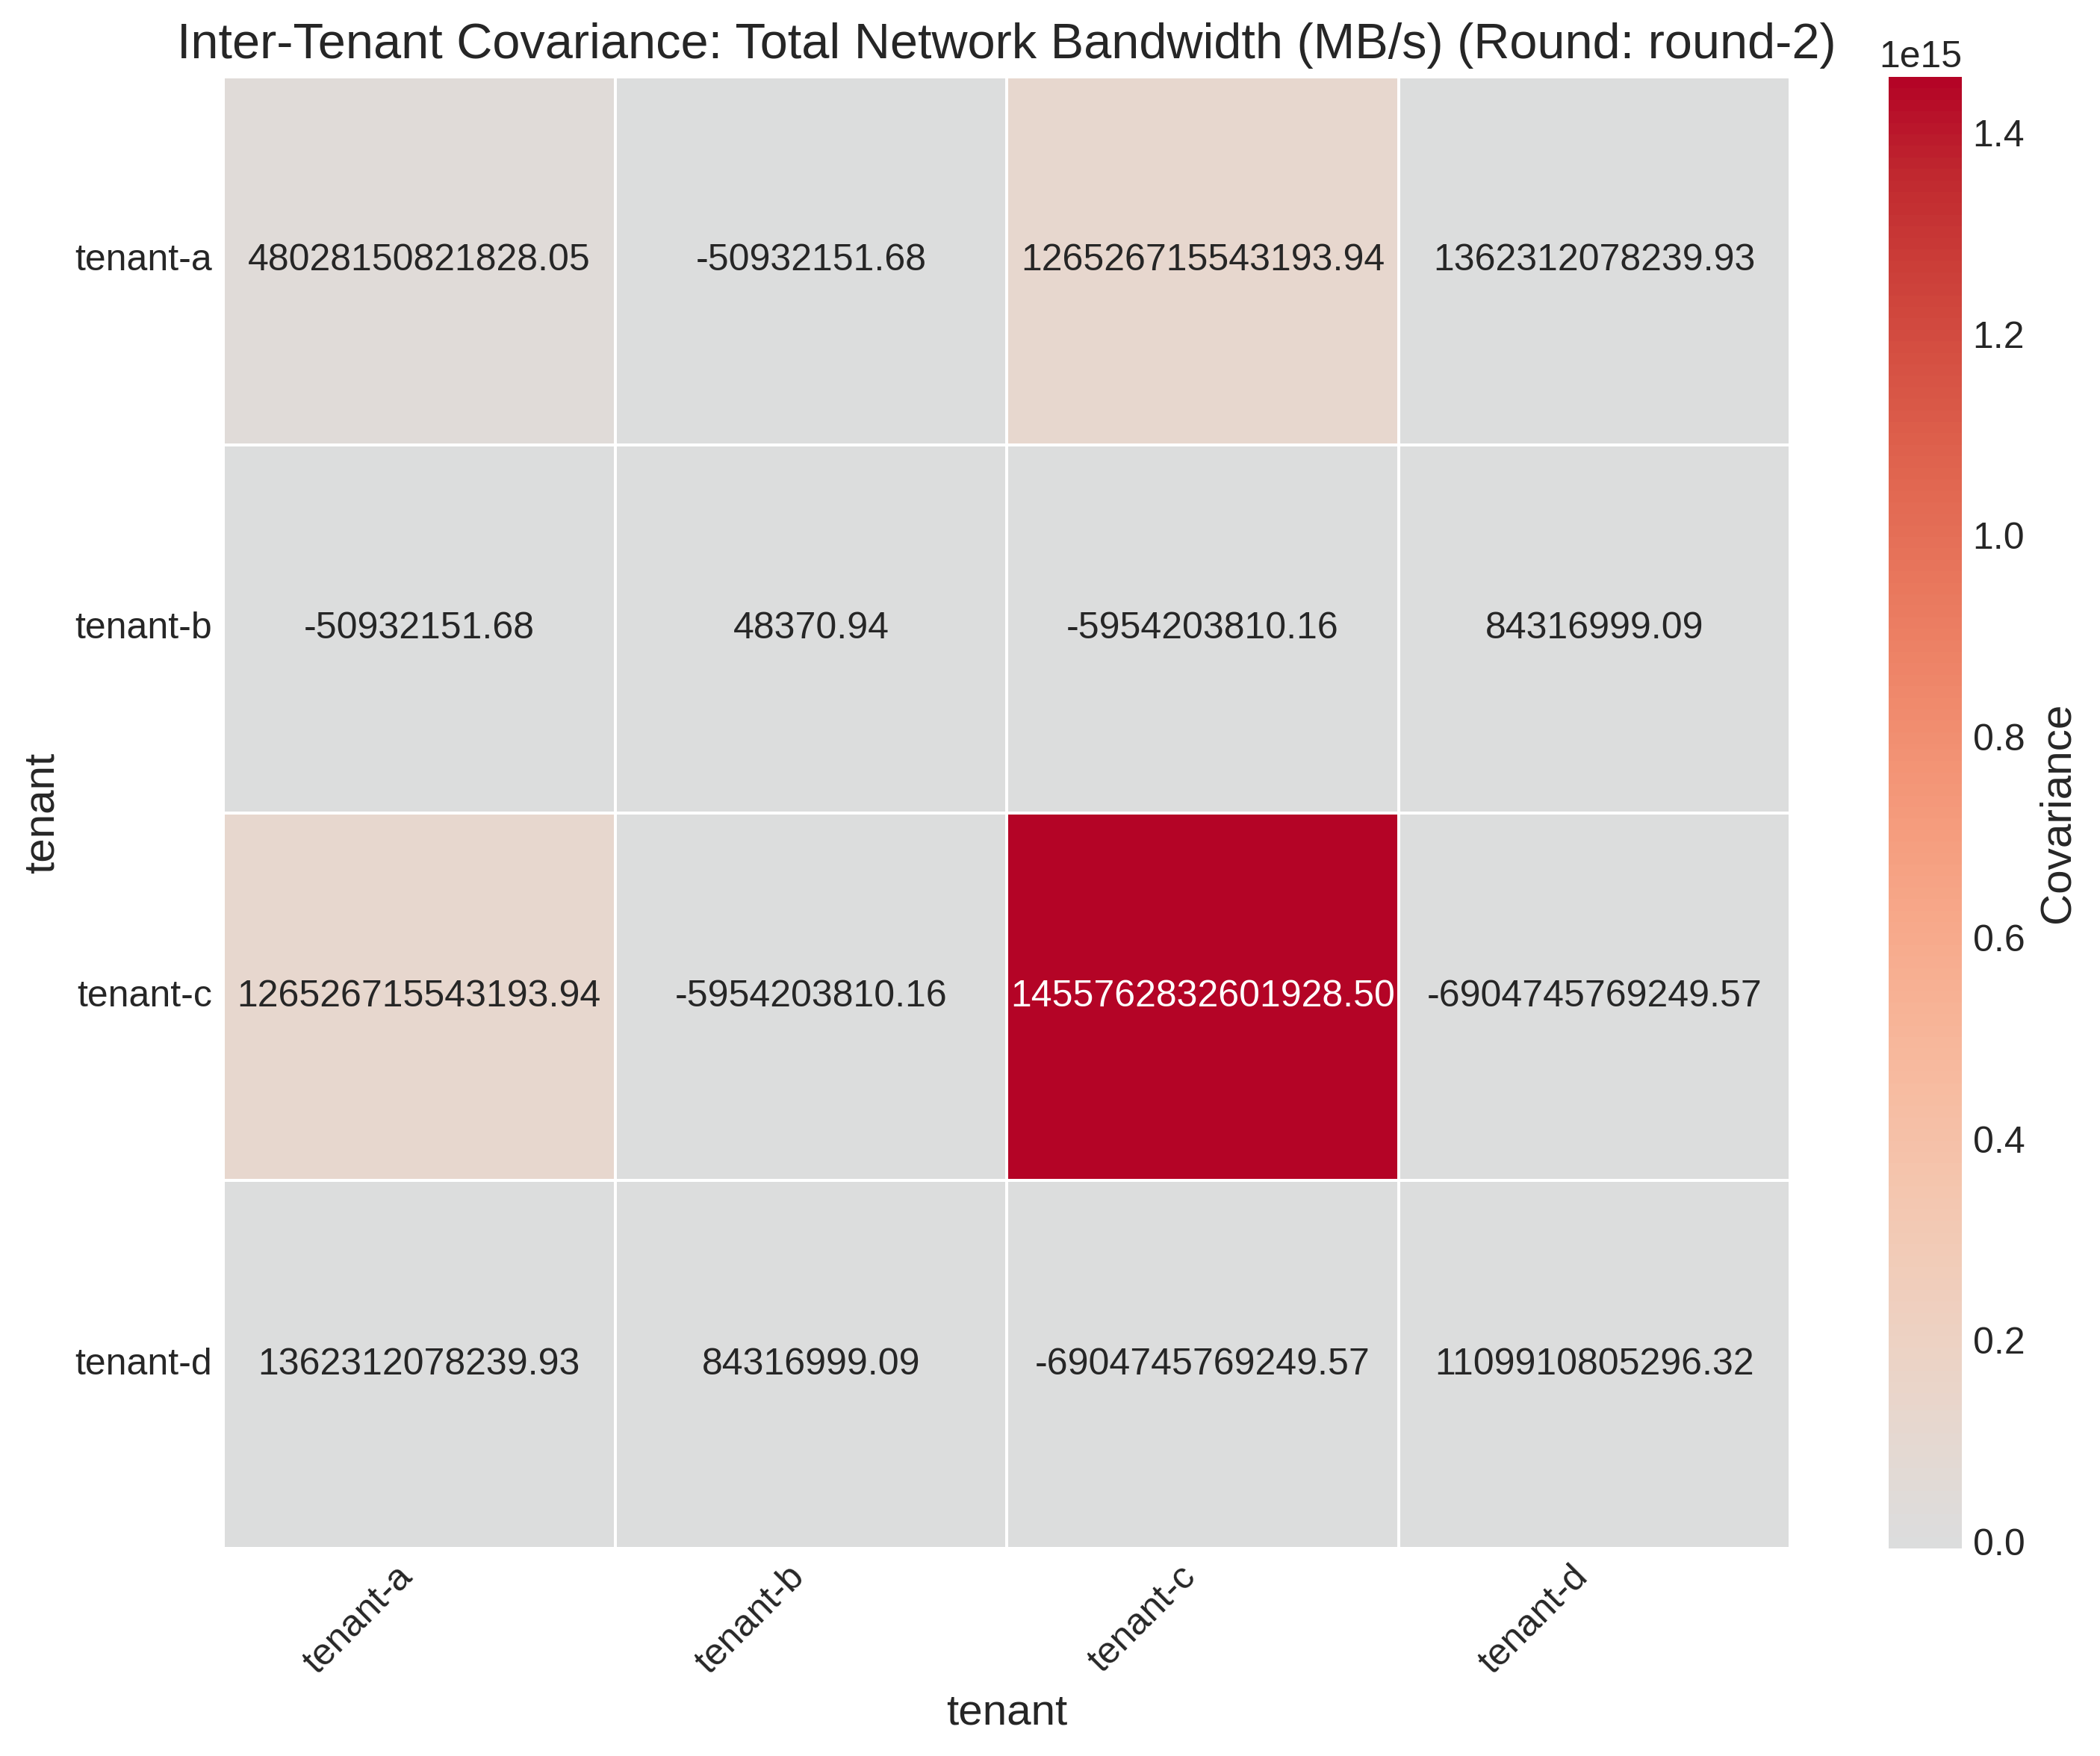 Inter-Tenant Covariance: Total Network Bandwidth (MB/s) (Round: round-2)
1e15
tenant-a
48028150821828.05
-50932151.68
126526715543193.94
1362312078239.93
tenant-b
-50932151.68
48370.94
-5954203810.16
84316999.09
tenant-c
126526715543193.94
-5954203810.16
1455762832601928.50
-6904745769249.57
tenant-d
1362312078239.93
84316999.09
-6904745769249.57
1109910805296.32
tenant
tenant-a
tenant-b
tenant-c
tenant-d
tenant
1.4
1.2
1.0
0.8
0.6
0.4
0.2
0.0
Covariance